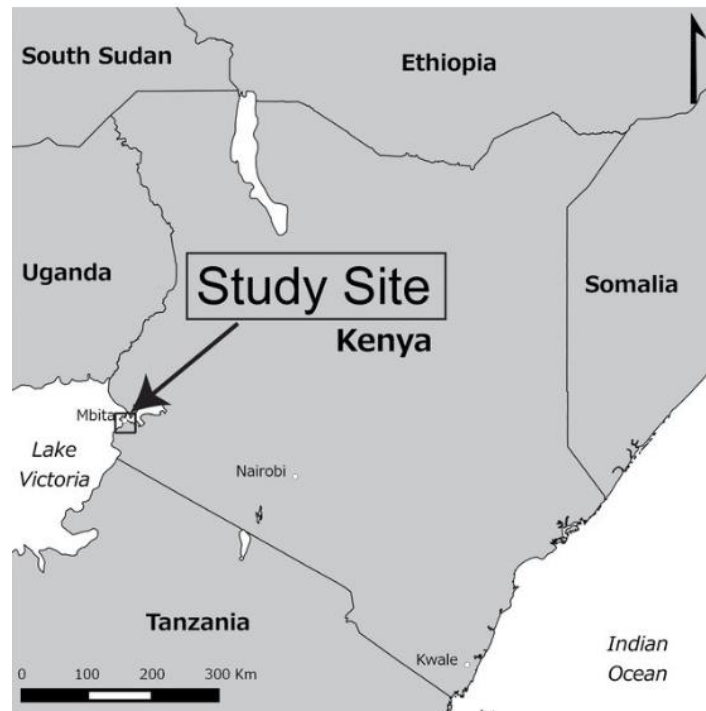 South Sudan
Ethiopia
Uganda
Study Site
Somalia
Kenya
Mbita
Lake
Victoria
Nairobi
Tanzania
Kwale
Indian
Ocean
0 100 200 300 Km